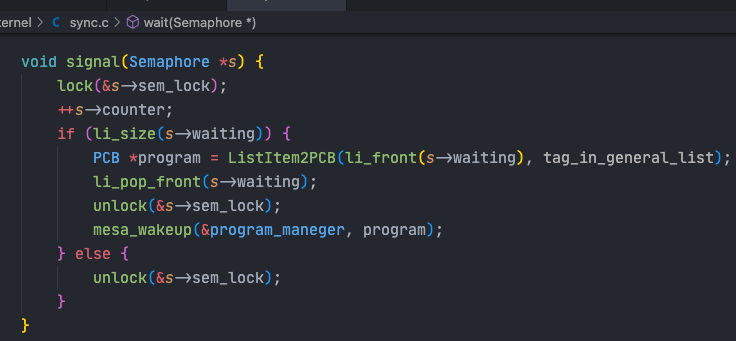 ernel > C sync.c > wait(Semaphore *)
void signal(Semaphore *s) {
    lock(&s->sem_lock);
    ++s->counter;
    if (li_size(s->waiting)) {
        PCB *program = ListItem2PCB(li_front(s->waiting), tag_in_general_list);
        li_pop_front(s->waiting);
        unlock(&s->sem_lock);
        mesa_wakeup(&program_maneger, program);
    } else {
        unlock(&s->sem_lock);
    }
}